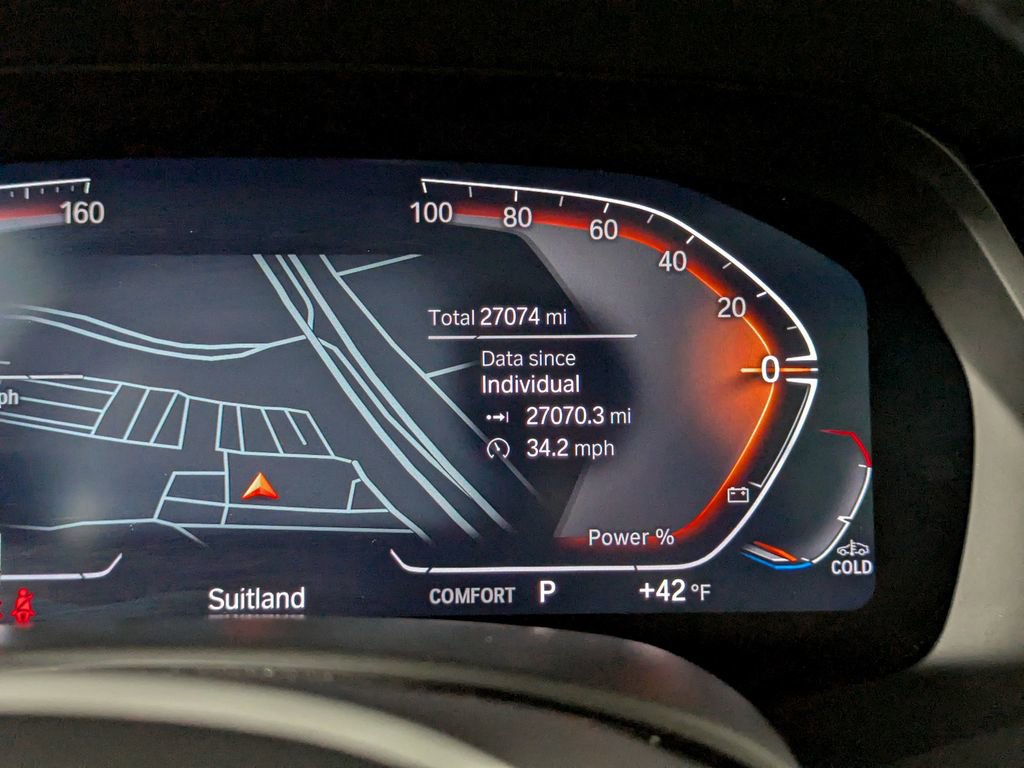 160
100
80
60
40
20
0
Total 27074 mi
Data since
Individual
27070.3 mi
34.2 mph
ph
Power %
COLD
Suitland
COMFORT P +42 °F